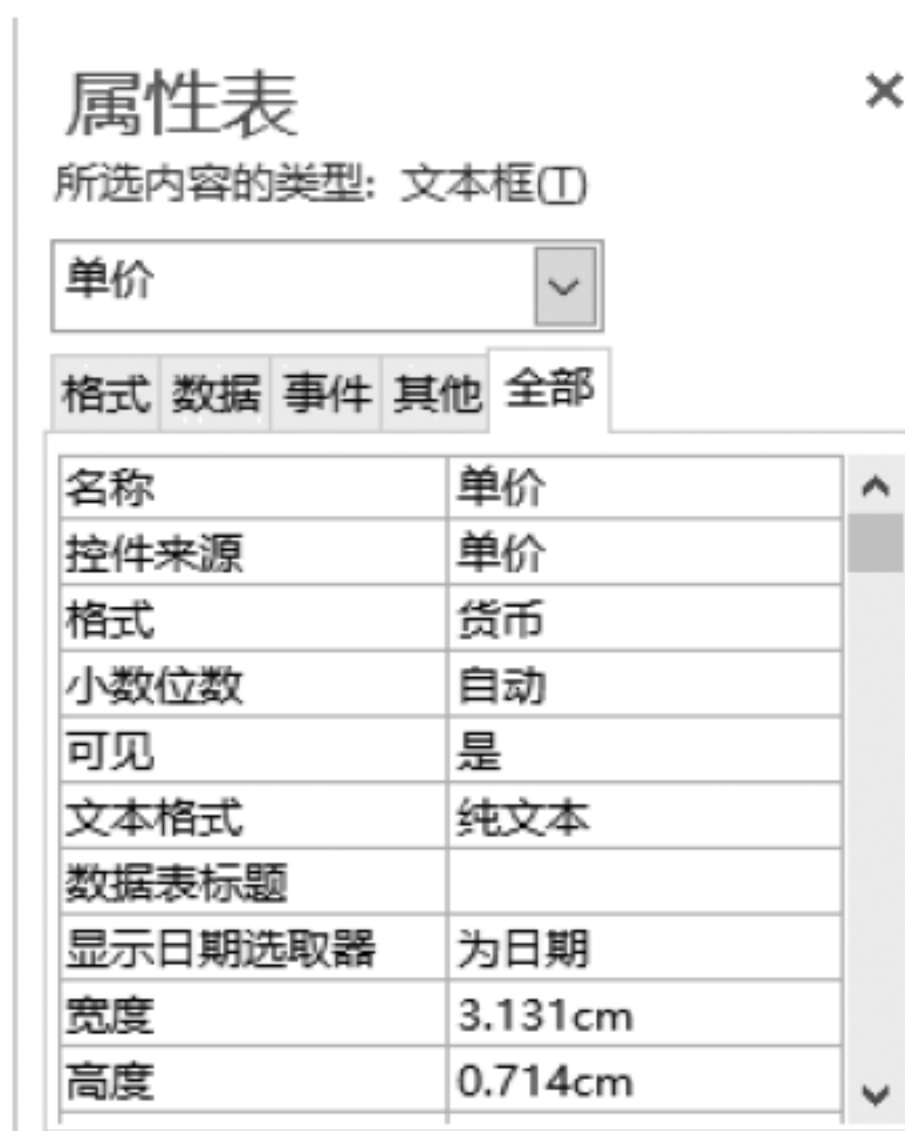 属性表
所选内容的类型: 文本框(T)
单价
格式 数据 事件 其他 全部
名称 单价
控件来源 单价
格式 货币
小数位数 自动
可见 是
文本格式 纯文本
数据表标题
显示日期选取器 为日期
宽度 3.131cm
高度 0.714cm